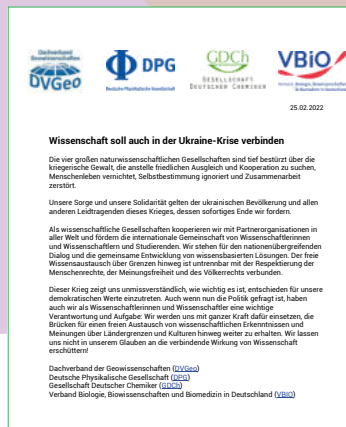 Dachverband
Geowissenschaften
DVGeo
DPG
Deutsche Physikalische Gesellschaft
GDCh
GESELLSCHAFT
DEUTSCHER CHEMIKER
VBiO
25.02.2022
Wissenschaft soll auch in der Ukraine-Krise verbinden
Die vier großen naturwissenschaftlichen Gesellschaften sind tief bestürzt über die
kriegerische Gewalt, die anstelle friedlichen Ausgleich und Kooperation zu suchen,
Menschenleben vernichtet, Selbstbestimmung ignoriert und Zusammenarbeit
zerstört.
Unsere Sorge und unsere Solidarität gelten der ukrainischen Bevölkerung und allen
anderen Leidtragenden dieses Krieges, dessen sofortiges Ende wir fordern.
Als wissenschaftliche Gesellschaften kooperieren wir mit Partnerorganisationen in
aller Welt und fördern die internationale Gemeinschaft von Wissenschaftlerinnen
und Wissenschaftlern und Studierenden. Wir stehen für den nationenübergreifenden
Dialog und die gemeinsame Entwicklung von wissensbasierten Lösungen. Der freie
Wissensaustausch über Grenzen hinweg ist untrennbar mit der Respektierung der
Menschenrechte, der Meinungsfreiheit und des Völkerrechts verbunden.
Dieser Krieg zeigt uns unmissverständlich, wie wichtig es ist, entschieden für unsere
demokratischen Werte einzutreten. Auch wenn nun die Politik gefragt ist, haben
auch wir als Wissenschaftlerinnen und Wissenschaftler eine wichtige
Verantwortung und Aufgabe: Wir werden uns mit ganzer Kraft dafür einsetzen, die
Brücken für einen freien Austausch von wissenschaftlichen Erkenntnissen und
Meinungen über Ländergrenzen und Kulturen hinweg weiter zu erhalten. Wir lassen
uns nicht in unserem Glauben an die verbindende Wirkung von Wissenschaft
erschüttern!
Dachverband der Geowissenschaften (DVGeo)
Deutsche Physikalische Gesellschaft (DPG)
Gesellschaft Deutscher Chemiker (GDCh)
Verband Biologie, Biowissenschaften und Biomedizin in Deutschland (VBIO)